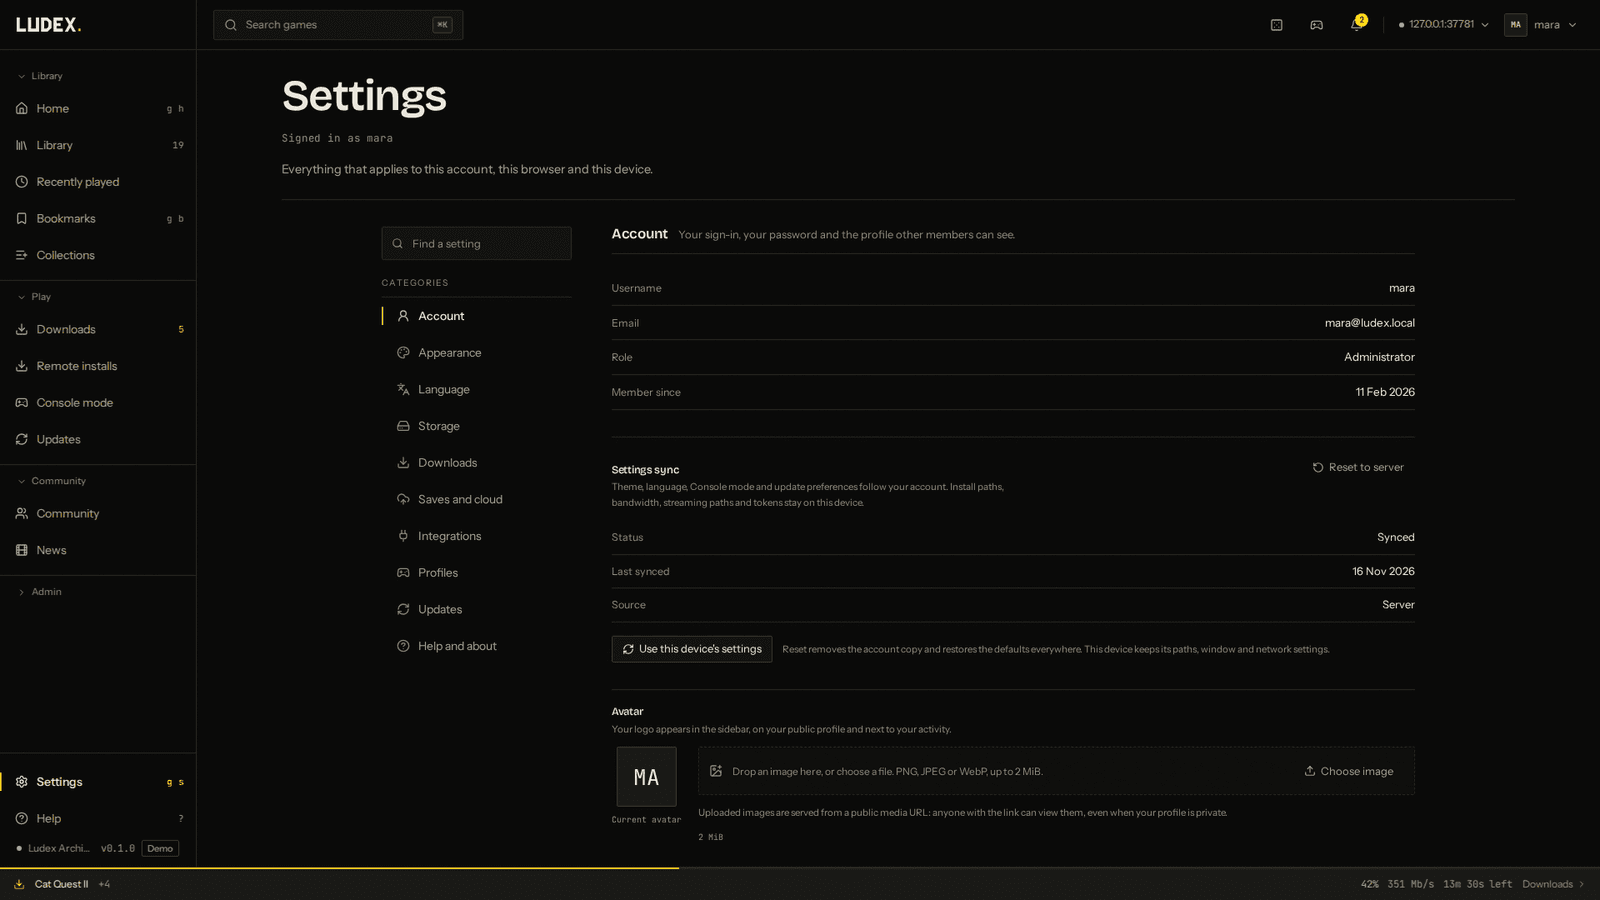 LUDEX.
Search games
⌘K
2
127.0.0.1:37781
MA
mara
Library
Home
g h
Library
19
Recently played
Bookmarks
g b
Collections
Play
Downloads
5
Remote installs
Console mode
Updates
Community
Community
News
Admin
Settings
g s
Help
?
Ludex Archi...
v0.1.0
Demo
Settings
Signed in as mara
Everything that applies to this account, this browser and this device.
Find a setting
CATEGORIES
Account
Appearance
Language
Storage
Downloads
Saves and cloud
Integrations
Profiles
Updates
Help and about
Account Your sign-in, your password and the profile other members can see.
Username mara
Email mara@ludex.local
Role Administrator
Member since 11 Feb 2026
Settings sync
Reset to server
Theme, language, Console mode and update preferences follow your account. Install paths,
bandwidth, streaming paths and tokens stay on this device.
Status Synced
Last synced 16 Nov 2026
Source Server
Use this device's settings
Reset removes the account copy and restores the defaults everywhere. This device keeps its paths, window and network settings.
Avatar
Your logo appears in the sidebar, on your public profile and next to your activity.
MA
Current avatar
Drop an image here, or choose a file. PNG, JPEG or WebP, up to 2 MiB.
Choose image
Uploaded images are served from a public media URL: anyone with the link can view them, even when your profile is private.
2 MiB
Cat Quest II +4
42% 351 Mb/s 13m 30s left Downloads